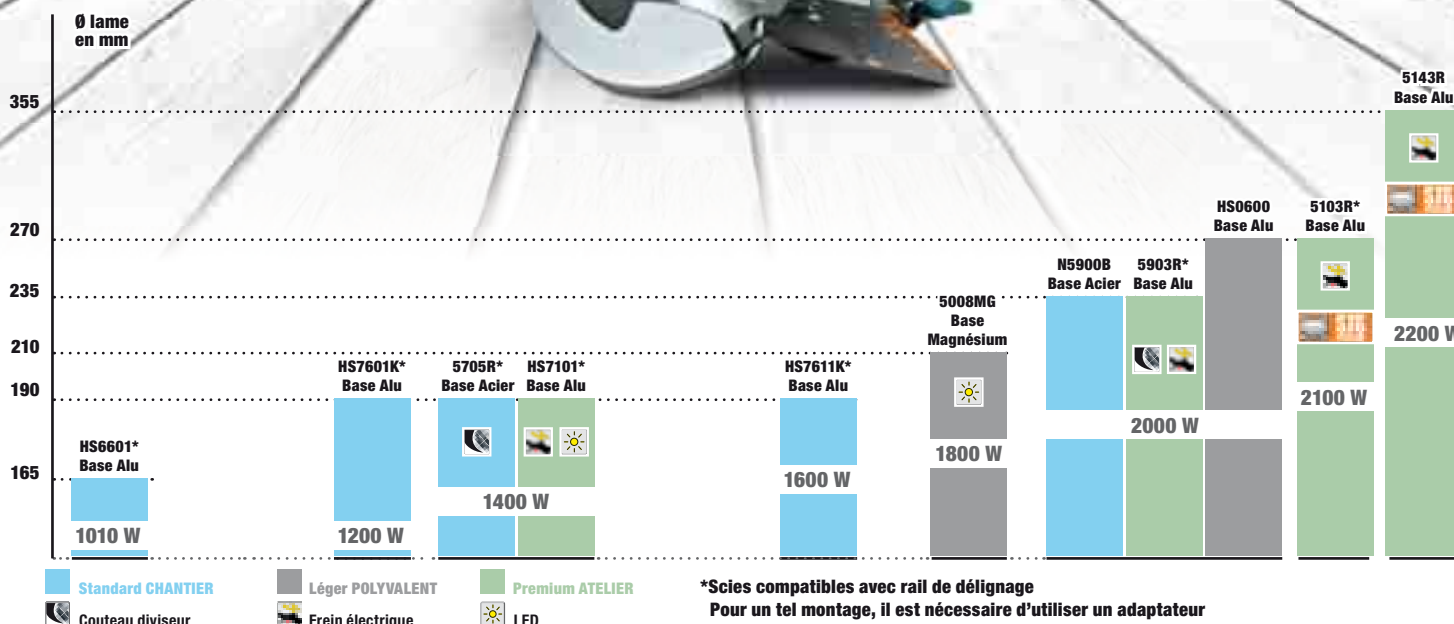 Ø lame
en mm
355
270
235
210
190
165
HS6601*
Base Alu
1010 W
HS7601K*
Base Alu
1200 W
5705R*
Base Acier
HS7101*
Base Alu
1400 W
HS7611K*
Base Alu
1600 W
5008MG
Base
Magnésium
1800 W
N5900B
Base Acier
5903R*
Base Alu
HS0600
Base Alu
2000 W
5103R*
Base Alu
2100 W
5143R
Base Alu
2200 W
Standard CHANTIER
Léger POLYVALENT
Premium ATELIER
Couteau diviseur
Frein électrique
LED
*Scies compatibles avec rail de délignage
Pour un tel montage, il est nécessaire d'utiliser un adaptateur